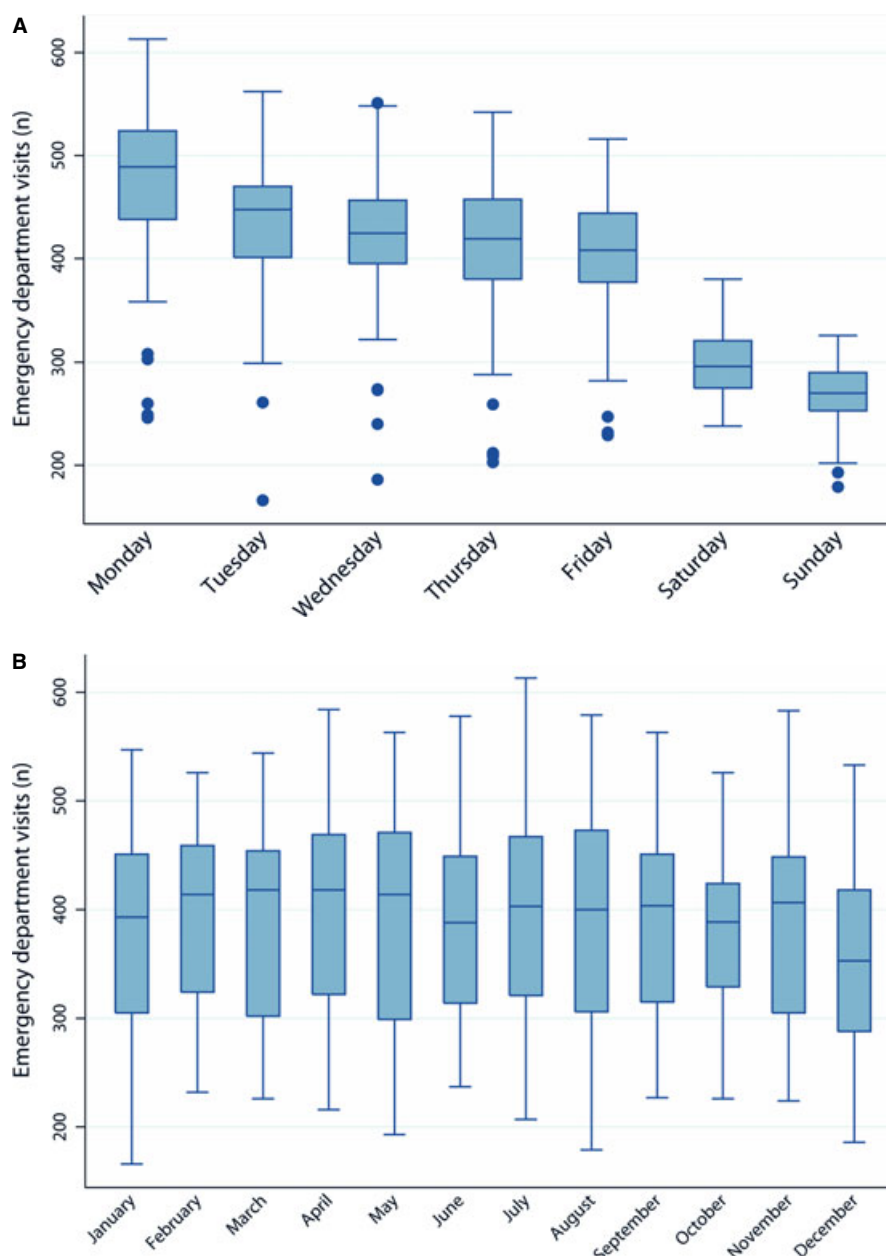 A
Emergency department visits (n)
600
500
400
300
200
Monday
Tuesday
Wednesday
Thursday
Friday
Saturday
Sunday
B
Emergency department visits (n)
600
500
400
300
200
January
February
March
April
May
June
July
August
September
October
November
December